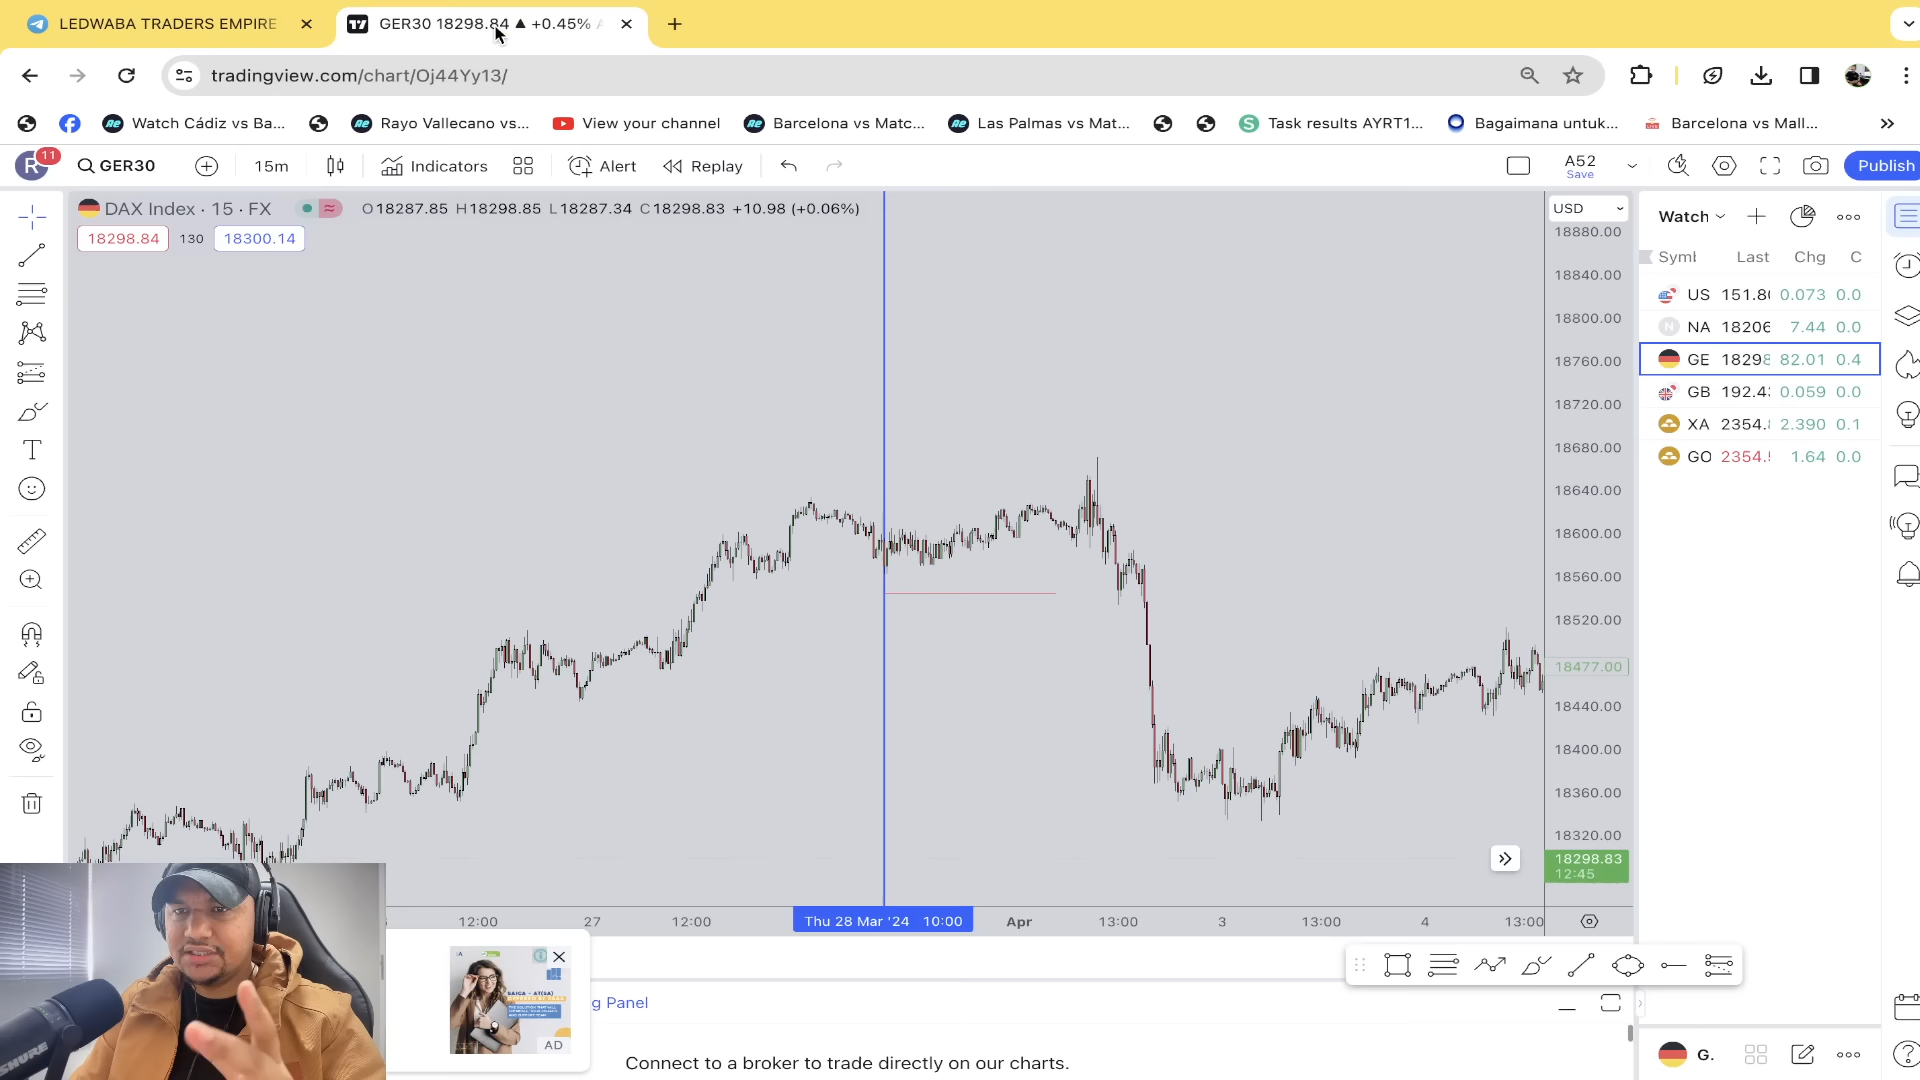 LEDWABA TRADERS EMPIRE
GER30 18298.84 ▲ +0.45%
tradingview.com/chart/Oj44Yy13/
Watch Cádiz vs Ba...
Rayo Vallecano vs...
View your channel
Barcelona vs Matc...
Las Palmas vs Mat...
Task results AYRT1...
Bagaimana untuk...
Barcelona vs Mall...
R 11
GER30
15m
Indicators
Alert
Replay
A52
Save
Publish
DAX Index · 15 · FX
O18287.85 H18298.85 L18287.34 C18298.83 +10.98 (+0.06%)
18298.84 130 18300.14
USD
18880.00
18840.00
18800.00
18760.00
18720.00
18680.00
18640.00
18600.00
18560.00
18520.00
18477.00
18440.00
18400.00
18360.00
18320.00
18298.83
12:45
Watch
Last Chg C
US 151.8 0.073 0.0
NA 18206 7.44 0.0
GE 18298 82.01 0.4
GB 192.4 0.059 0.0
XA 2354. 2.390 0.1
GO 2354. 1.64 0.0
12:00 27 12:00 Thu 28 Mar '24 10:00 Apr 13:00 3 13:00 4 13:00
SAICA - AT(SA)
AD
g Panel
Connect to a broker to trade directly on our charts.
G.
SHURE